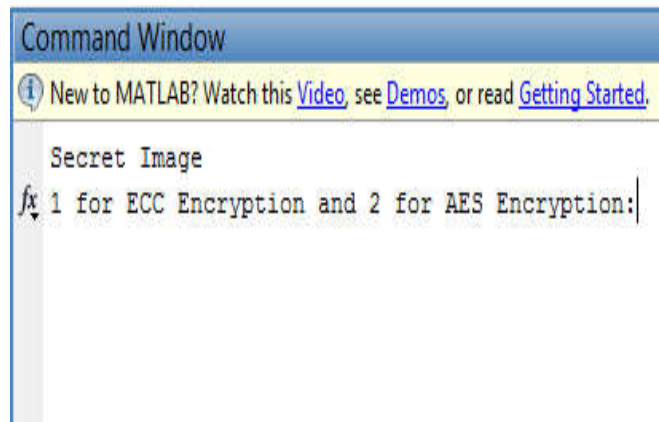 Command Window
New to MATLAB? Watch this Video, see Demos, or read Getting Started.
Secret Image
fx 1 for ECC Encryption and 2 for AES Encryption: